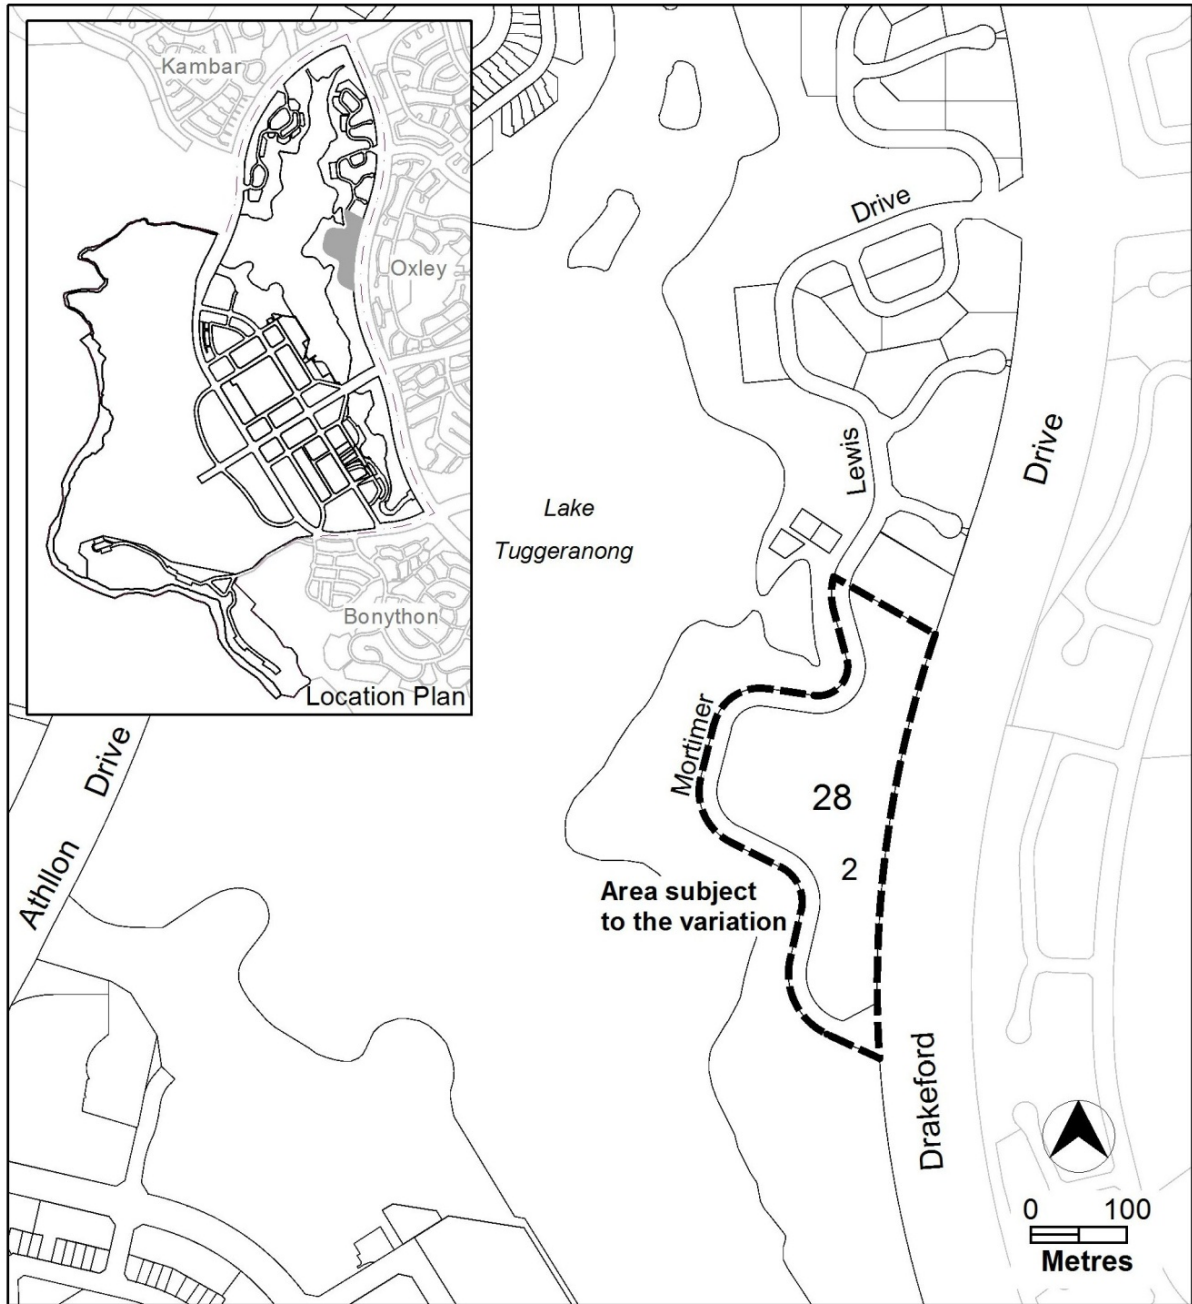 Kambar
Oxley
Bonython
Location Plan
Drive
Lewis
Drive
Lake
Tuggeranong
Mortimer
Drive
Athllon
28
2
Area subject
to the variation
Drakeford
0 100
Metres